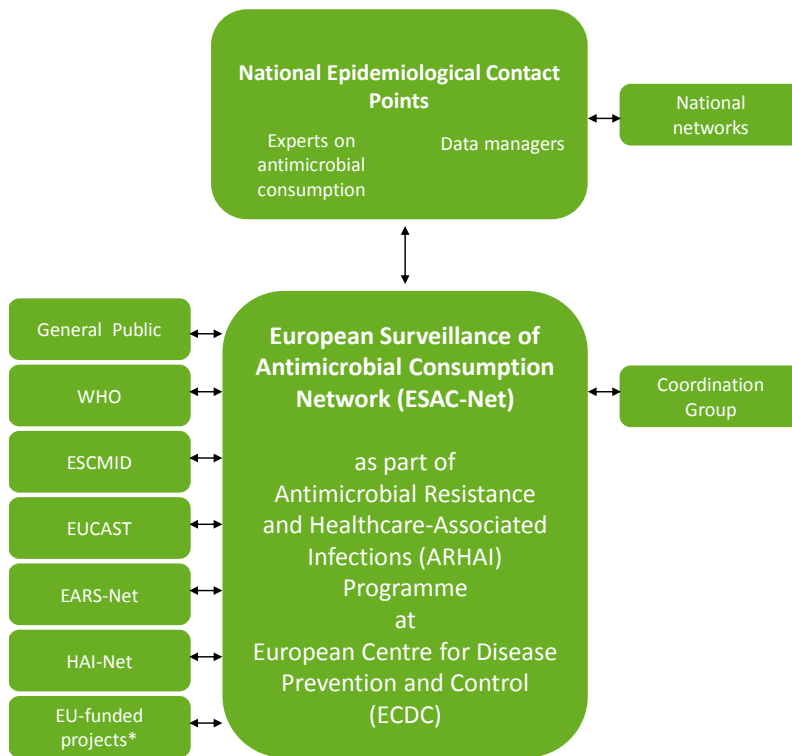 National Epidemiological Contact
Points
Experts on
antimicrobial
consumption
Data managers
National
networks
General Public
WHO
ESCMID
EUCAST
EARS-Net
HAI-Net
EU-funded
projects*
European Surveillance of
Antimicrobial Consumption
Network (ESAC-Net)
as part of
Antimicrobial Resistance
and Healthcare-Associated
Infections (ARHAI)
Programme
at
European Centre for Disease
Prevention and Control
(ECDC)
Coordination
Group